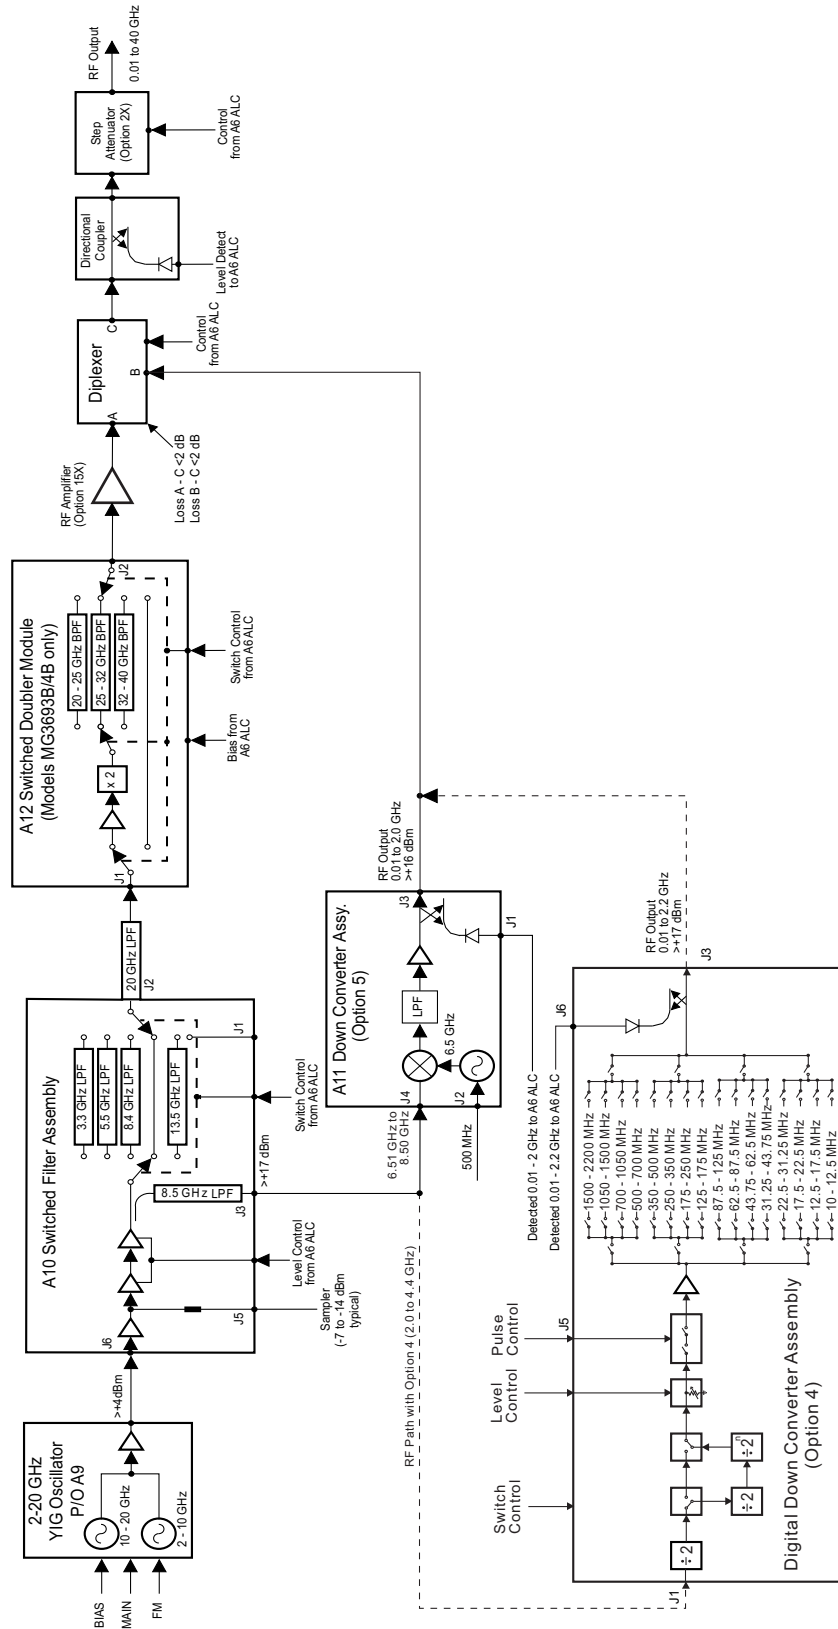 2-20 GHz
YIG Oscillator
P/O A9
10 - 20 GHz
2 - 10 GHz
BIAS
MAIN
FM
>+4dBm
A10 Switched Filter Assembly
J6
3.3 GHz LPF
5.5 GHz LPF
8.4 GHz LPF
13.5 GHz LPF
8.5 GHz LPF
J3
J5
J1
J2
>+17 dBm
Sampler
(-7 to -14 dBm
typical)
Level Control
from A6 ALC
Switch Control
from A6 ALC
20 GHz LPF
A12 Switched Doubler Module
(Models MG3693B/4B only)
J1
x 2
20 - 25 GHz BPF
25 - 32 GHz BPF
32 - 40 GHz BPF
J2
Bias from
A6 ALC
Switch Control
from A6 ALC
RF Amplifier
(Option 15X)
Diplexer
A
B
C
Loss A - C <2 dB
Loss B - C <2 dB
Control
from A6 ALC
Directional
Coupler
Level Detect
to A6 ALC
Step
Attenuator
(Option 2X)
Control
from A6 ALC
RF Output
0.01 to 40 GHz
A11 Down Converter Assy.
(Option 5)
6.51 GHz to
8.50 GHz
J4
J2
500 MHz
6.5 GHz
LPF
J3
J1
RF Output
0.01 to 2.0 GHz
>+16 dBm
Detected 0.01 - 2 GHz to A6 ALC
Detected 0.01 - 2.2 GHz to A6 ALC
RF Path with Option 4 (2.0 to 4.4 GHz)
Switch
Control
Level
Control
Pulse
Control
J5
J6
J1
÷2
÷2
÷2 n
1500 - 2200 MHz
1050 - 1500 MHz
700 - 1050 MHz
500 - 700 MHz
350 - 500 MHz
250 - 350 MHz
175 - 250 MHz
125 - 175 MHz
87.5 - 125 MHz
62.5 - 87.5 MHz
43.75 - 62.5 MHz
31.25 - 43.75 MHz
22.5 - 31.25 MHz
17.5 - 22.5 MHz
12.5 - 17.5 MHz
10 - 12.5 MHz
RF Output
0.01 to 2.2 GHz
>+17 dBm
J3
Digital Down Converter Assembly
(Option 4)